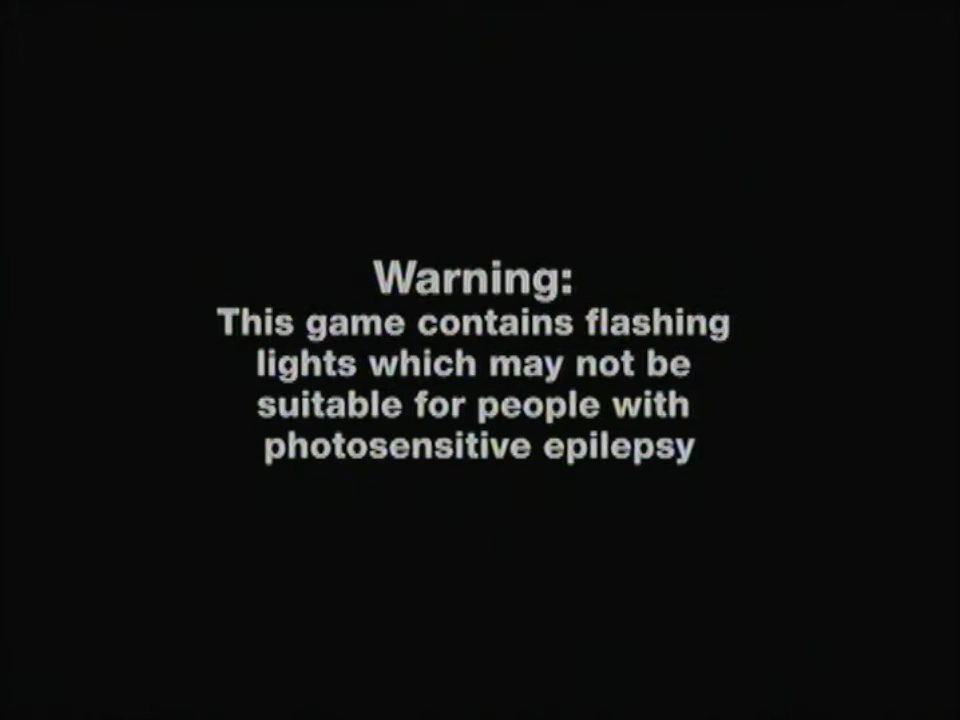 Warning:
This game contains flashing
lights which may not be
suitable for people with
photosensitive epilepsy